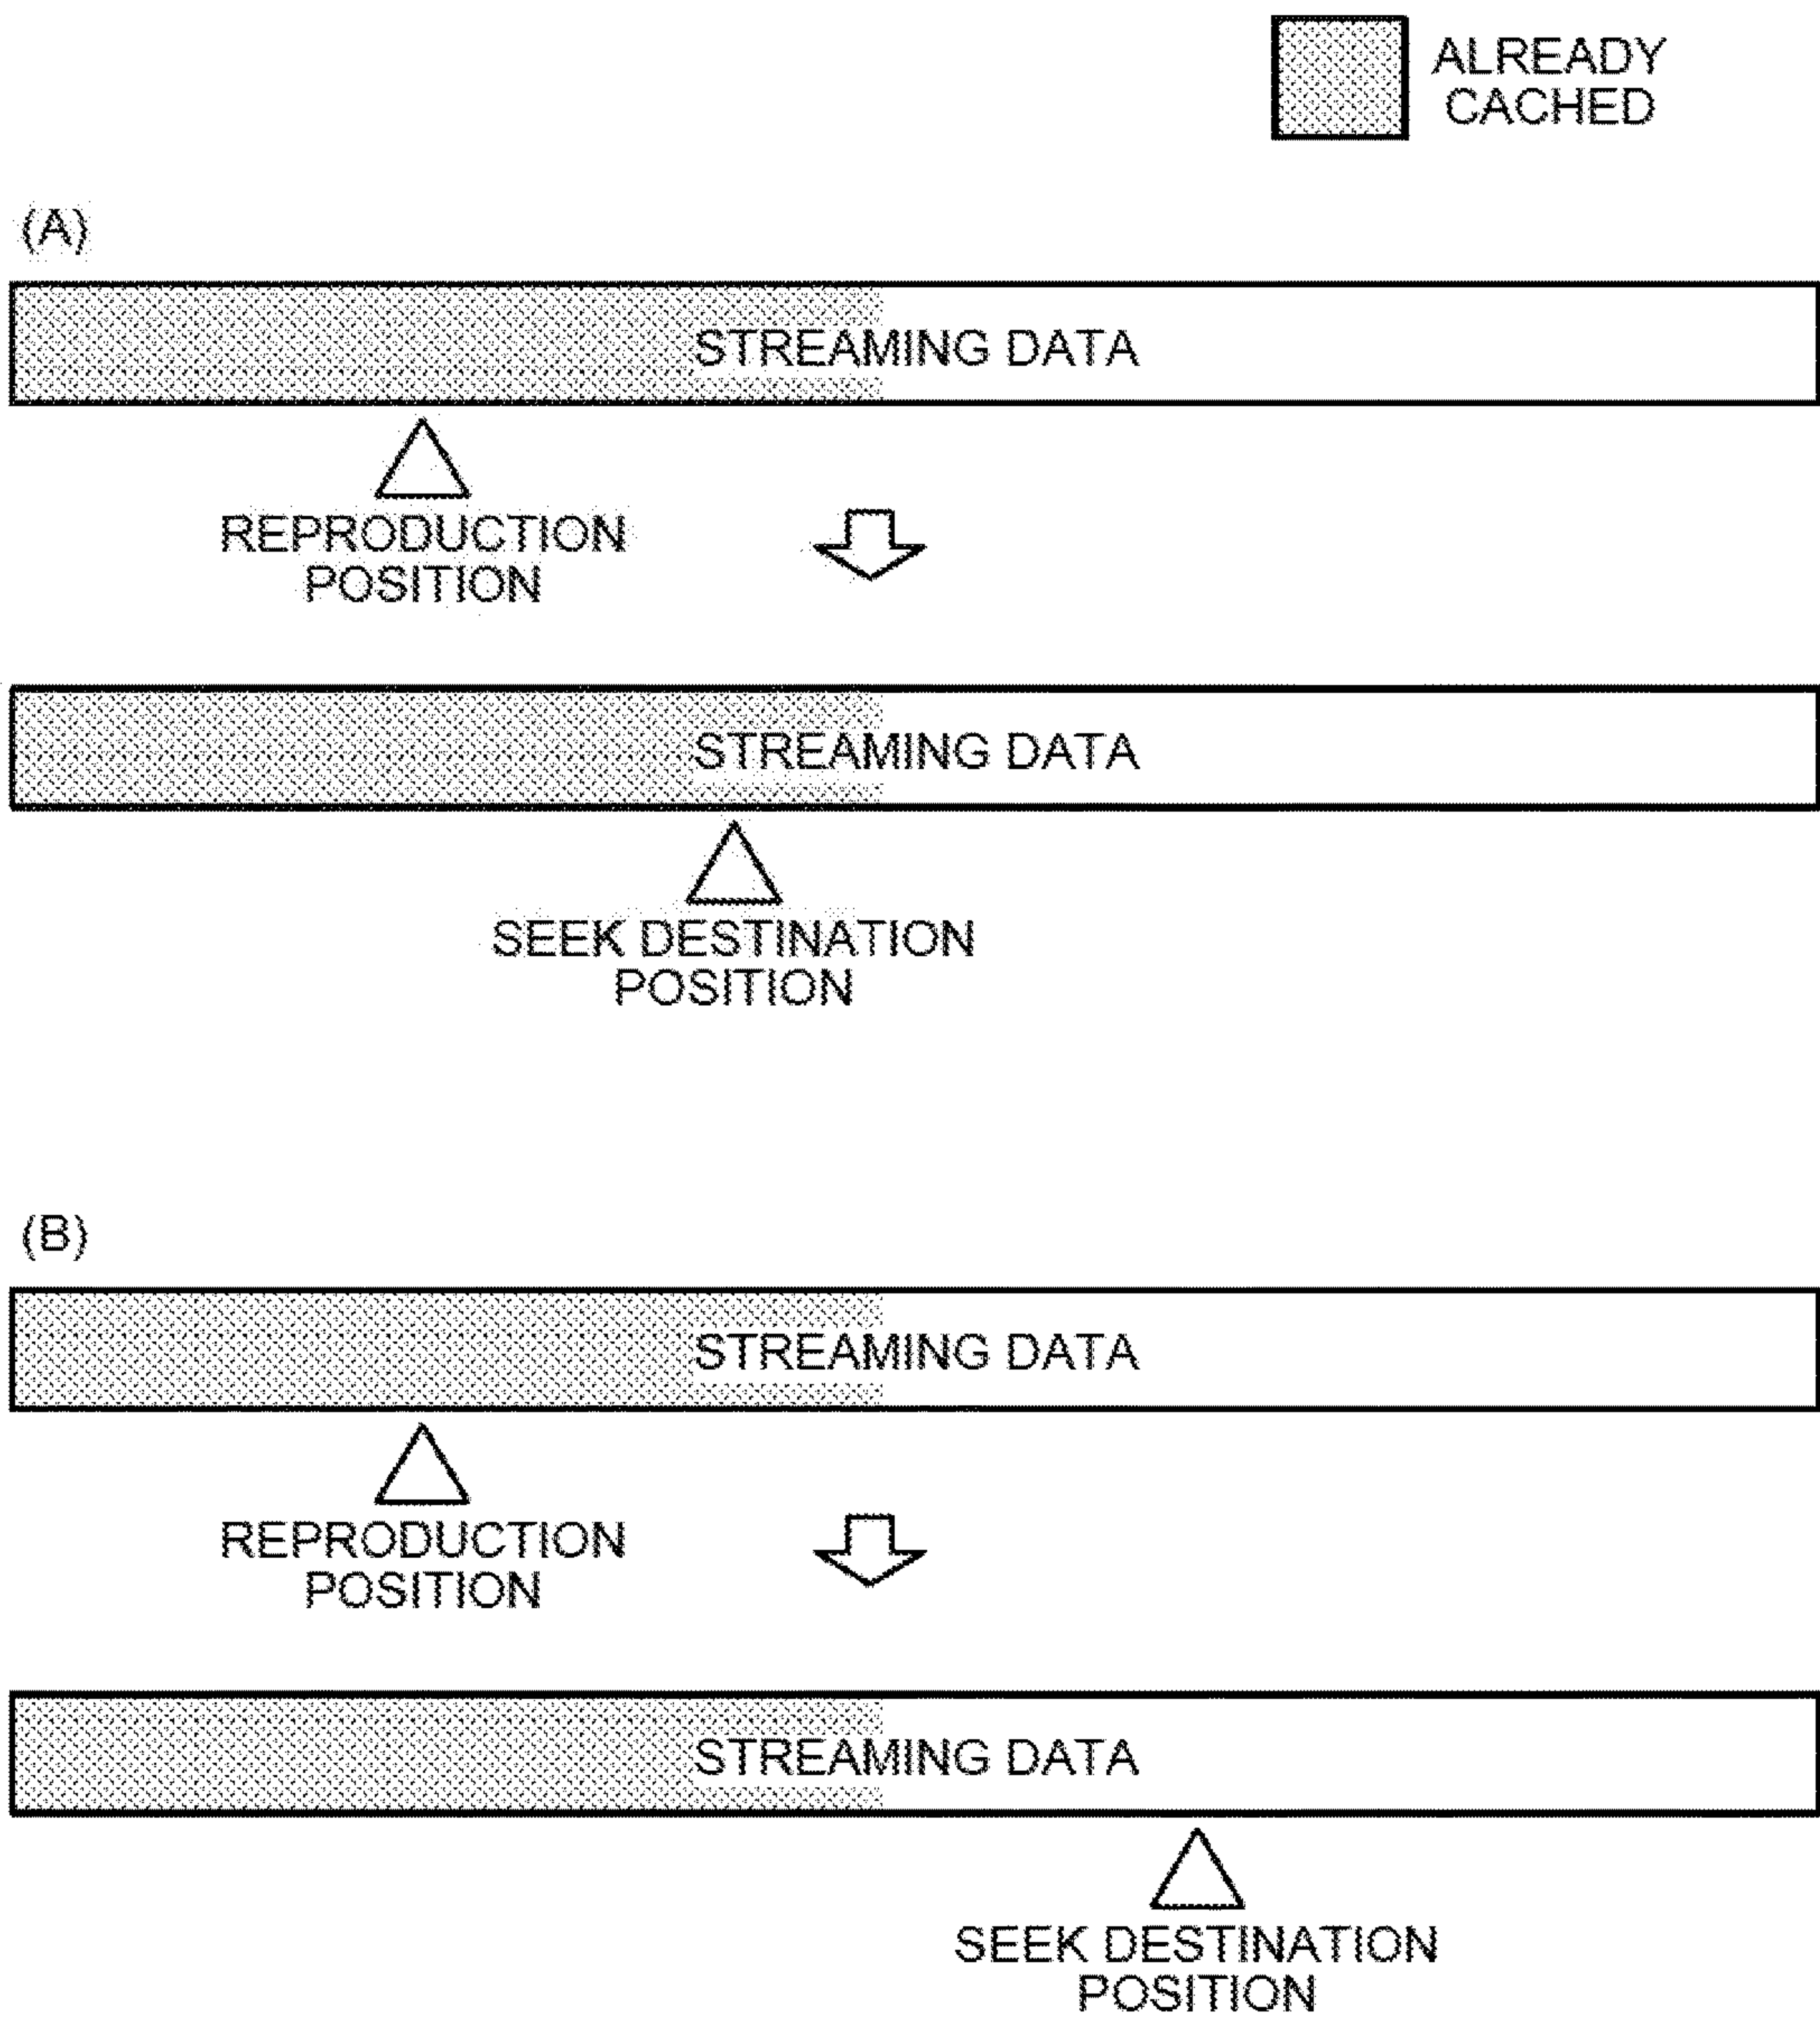 ALREADY
CACHED
(A)
STREAMING DATA
REPRODUCTION
POSITION
STREAMING DATA
SEEK DESTINATION
POSITION
(B)
STREAMING DATA
REPRODUCTION
POSITION
STREAMING DATA
SEEK DESTINATION
POSITION